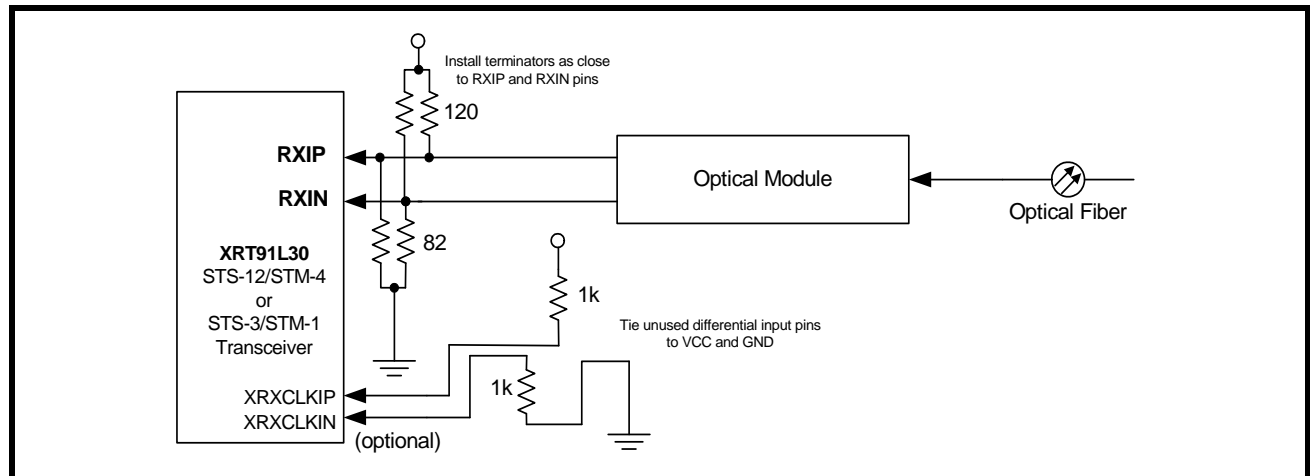 Install terminators as close
to RXIP and RXIN pins
120
RXIP
RXIN
Optical Module
Optical Fiber
82
XRT91L30
STS-12/STM-4
or
STS-3/STM-1
Transceiver
1k
Tie unused differential input pins
to VCC and GND
1k
XRXCLKIP
XRXCLKIN
(optional)